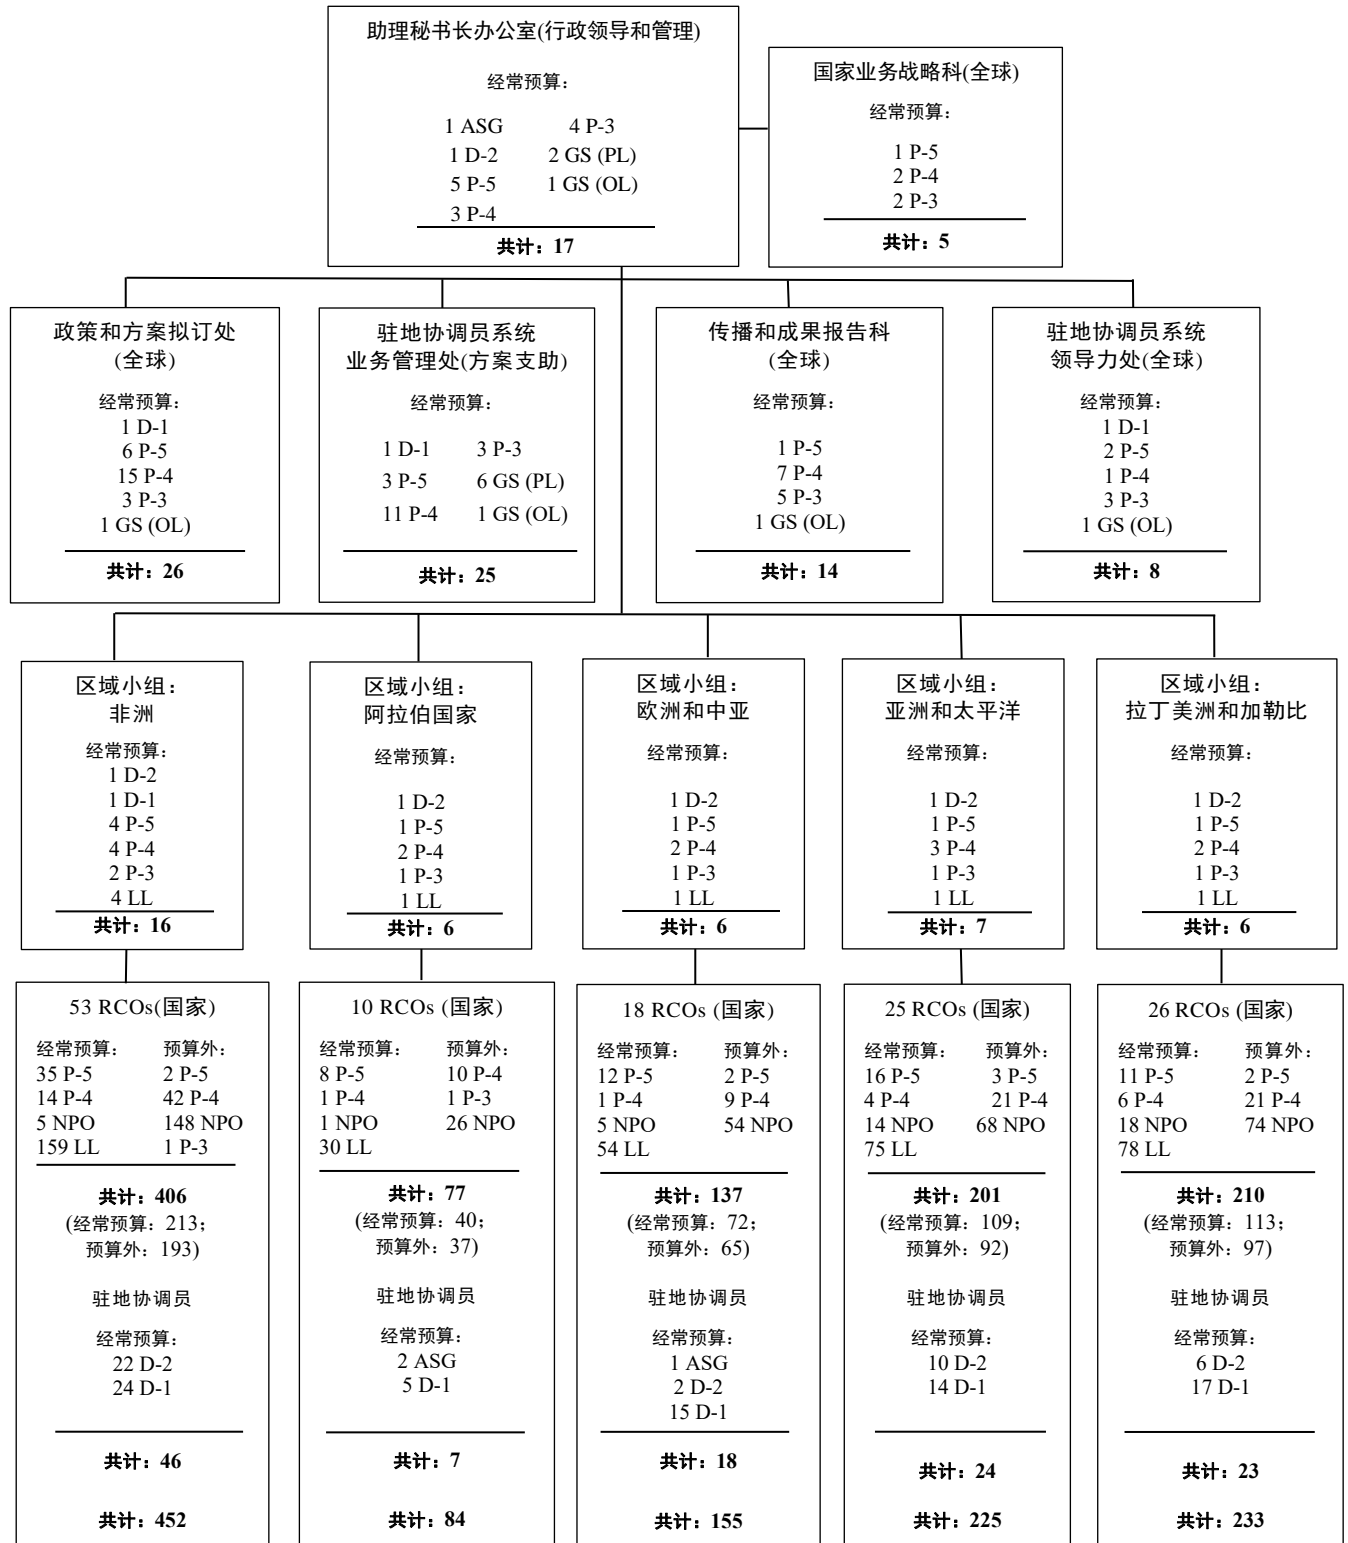 助理秘书长办公室(行政领导和管理)
经常预算：
1 ASG 4 P-3
1 D-2 2 GS (PL)
5 P-5 1 GS (OL)
3 P-4
共计：17
国家业务战略科(全球)
经常预算：
1 P-5
2 P-4
2 P-3
共计：5
政策和方案拟订处
(全球)
经常预算：
1 D-1
6 P-5
15 P-4
3 P-3
1 GS (OL)
共计：26
驻地协调员系统
业务管理处(方案支助)
经常预算：
1 D-1 3 P-3
3 P-5 6 GS (PL)
11 P-4 1 GS (OL)
共计：25
传播和成果报告科
(全球)
经常预算：
1 P-5
7 P-4
5 P-3
1 GS (OL)
共计：14
驻地协调员系统
领导力处(全球)
经常预算：
1 D-1
2 P-5
1 P-4
3 P-3
1 GS (OL)
共计：8
区域小组：
非洲
经常预算：
1 D-2
1 D-1
4 P-5
4 P-4
2 P-3
4 LL
共计：16
区域小组：
阿拉伯国家
经常预算：
1 D-2
1 P-5
2 P-4
1 P-3
1 LL
共计：6
区域小组：
欧洲和中亚
经常预算：
1 D-2
1 P-5
2 P-4
1 P-3
1 LL
共计：6
区域小组：
亚洲和太平洋
经常预算：
1 D-2
1 P-5
3 P-4
1 P-3
1 LL
共计：7
区域小组：
拉丁美洲和加勒比
经常预算：
1 D-2
1 P-5
2 P-4
1 P-3
1 LL
共计：6
53 RCOs(国家)
经常预算： 预算外：
35 P-5 2 P-5
14 P-4 42 P-4
5 NPO 148 NPO
159 LL 1 P-3
共计：406
(经常预算：213；
预算外：193)
驻地协调员
经常预算：
22 D-2
24 D-1
共计：46
共计：452
10 RCOs (国家)
经常预算： 预算外：
8 P-5 10 P-4
1 P-4 1 P-3
1 NPO 26 NPO
30 LL
共计：77
(经常预算：40；
预算外：37)
驻地协调员
经常预算：
2 ASG
5 D-1
共计：7
共计：84
18 RCOs (国家)
经常预算： 预算外：
12 P-5 2 P-5
1 P-4 9 P-4
5 NPO 54 NPO
54 LL
共计：137
(经常预算：72；
预算外：65)
驻地协调员
经常预算：
1 ASG
2 D-2
15 D-1
共计：18
共计：155
25 RCOs (国家)
经常预算： 预算外：
16 P-5 3 P-5
4 P-4 21 P-4
14 NPO 68 NPO
75 LL
共计：201
(经常预算：109；
预算外：92)
驻地协调员
经常预算：
10 D-2
14 D-1
共计：24
共计：225
26 RCOs (国家)
经常预算： 预算外：
11 P-5 2 P-5
6 P-4 21 P-4
18 NPO 74 NPO
78 LL
共计：210
(经常预算：113；
预算外：97)
驻地协调员
经常预算：
6 D-2
17 D-1
共计：23
共计：233